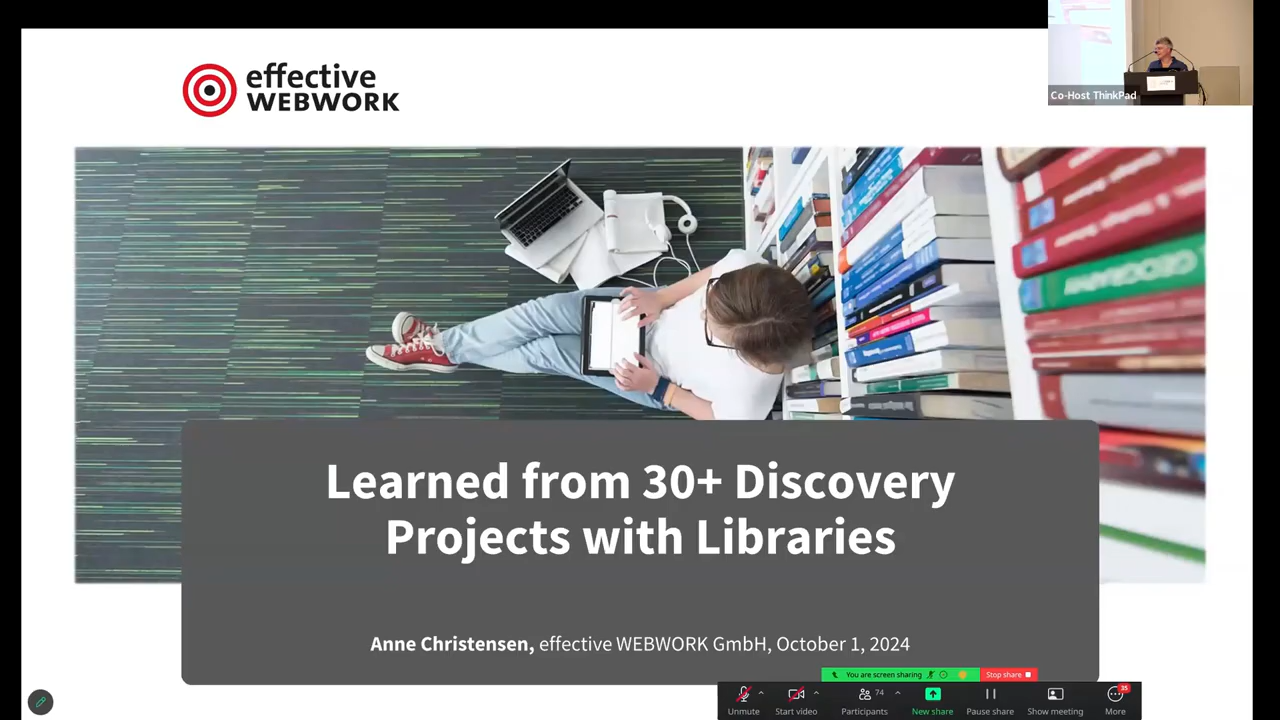 effective
WEBWORK
Co-Host ThinkPad
Learned from 30+ Discovery
Projects with Libraries
Anne Christensen, effective WEBWORK GmbH, October 1, 2024
You are screen sharing
Stop share
Unmute
Start video
Participants
74
New share
Pause share
Show meeting
More
35